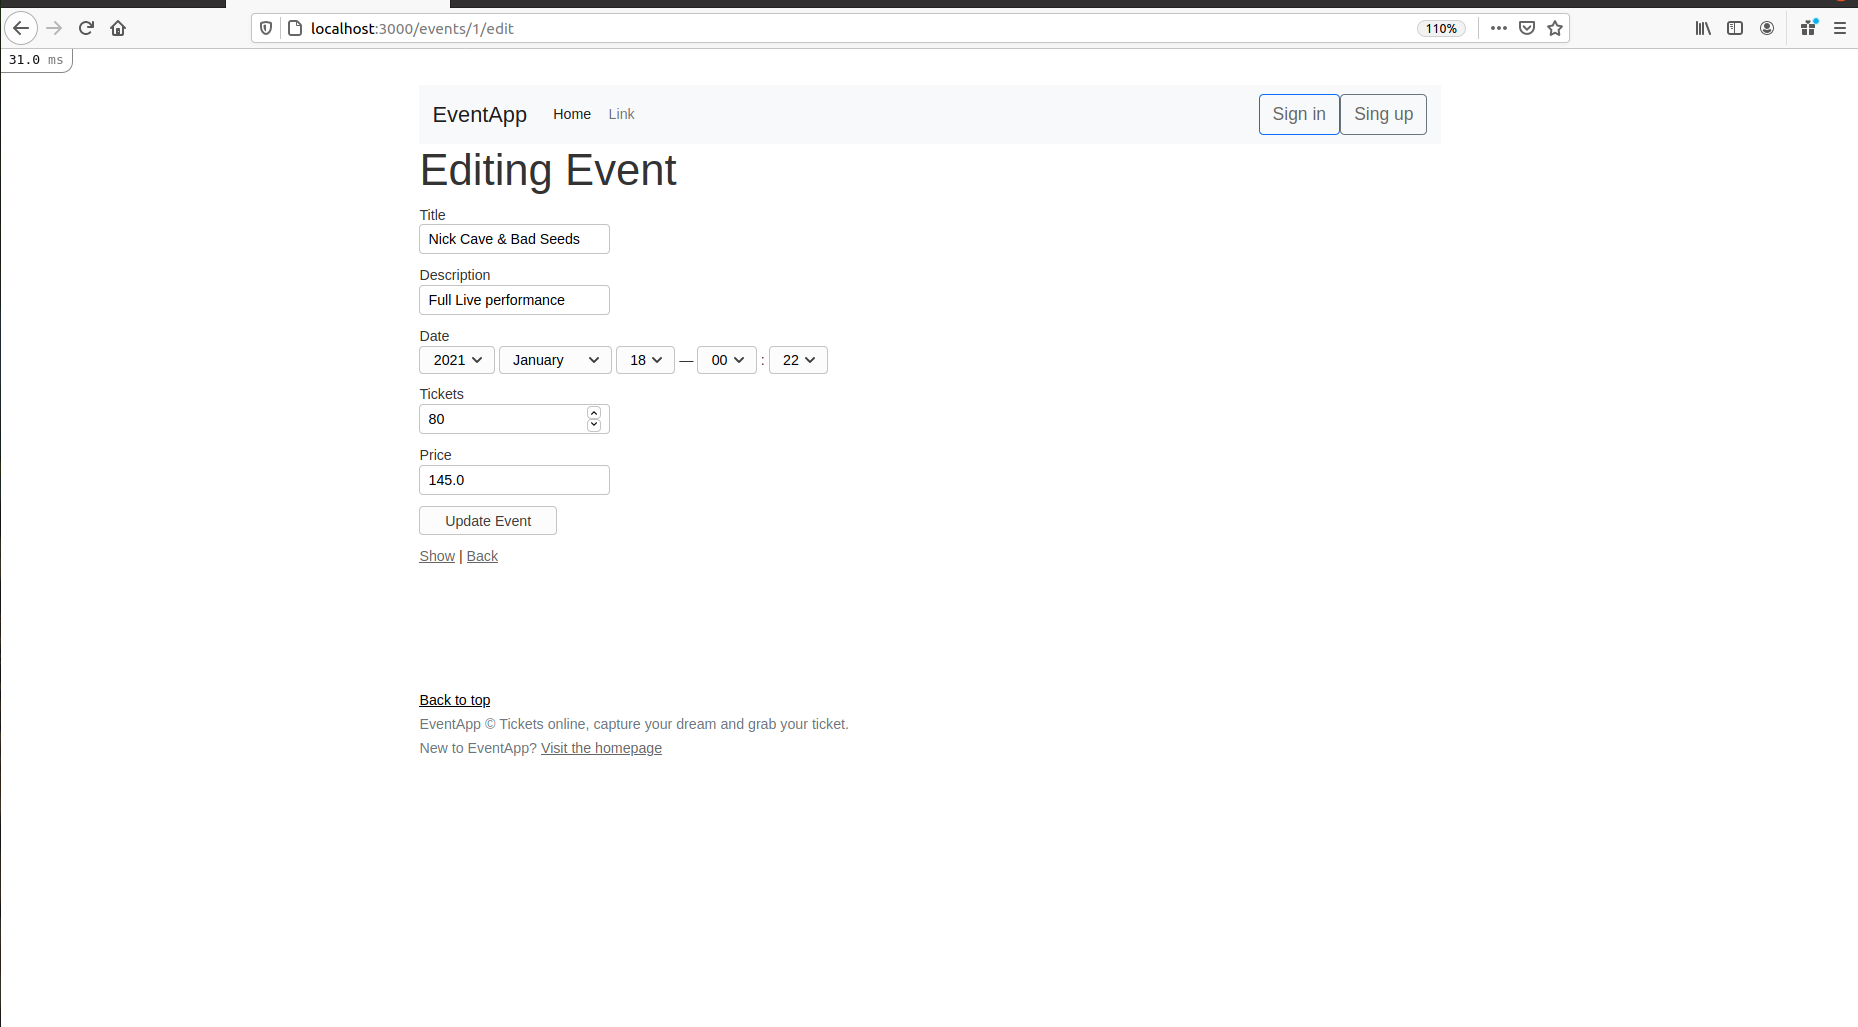 localhost:3000/events/1/edit 110%
31.0 ms
EventApp Home Link Sign in Sing up
Editing Event
Title
Nick Cave & Bad Seeds
Description
Full Live performance
Date
2021 January 18 — 00 : 22
Tickets
80
Price
145.0
Update Event
Show | Back
Back to top
EventApp © Tickets online, capture your dream and grab your ticket.
New to EventApp? Visit the homepage